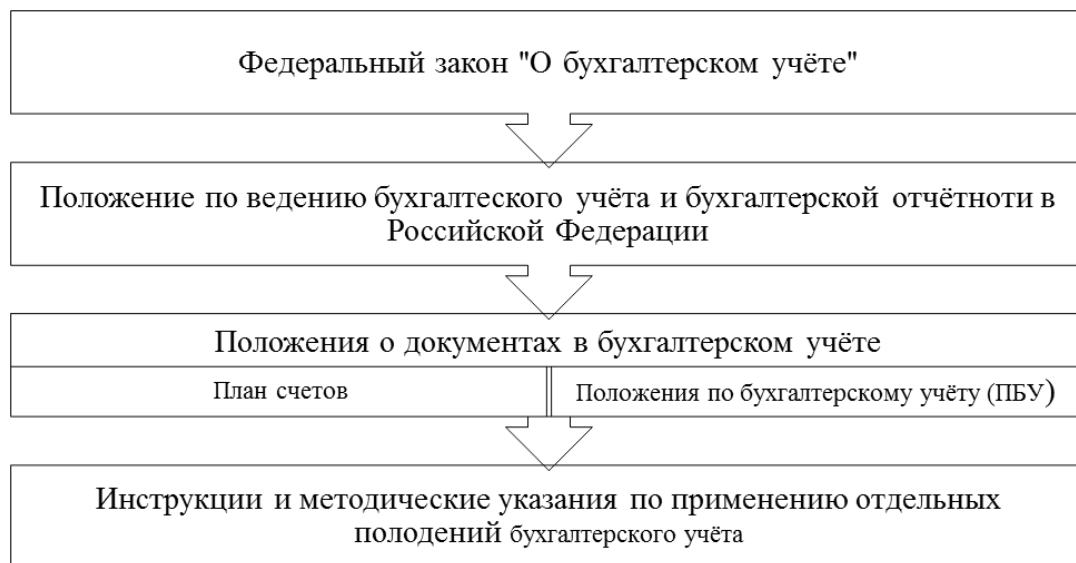 Федеральный закон "О бухгалтерском учёте"
Положение по ведению бухгалтеского учёта и бухгалтерской отчётноти в
Российской Федерации
Положения о документах в бухгалтерском учёте
План счетов
Положения по бухгалтерскому учёту (ПБУ)
Инструкции и методические указания по применению отдельных
полодений бухгалтерского учёта